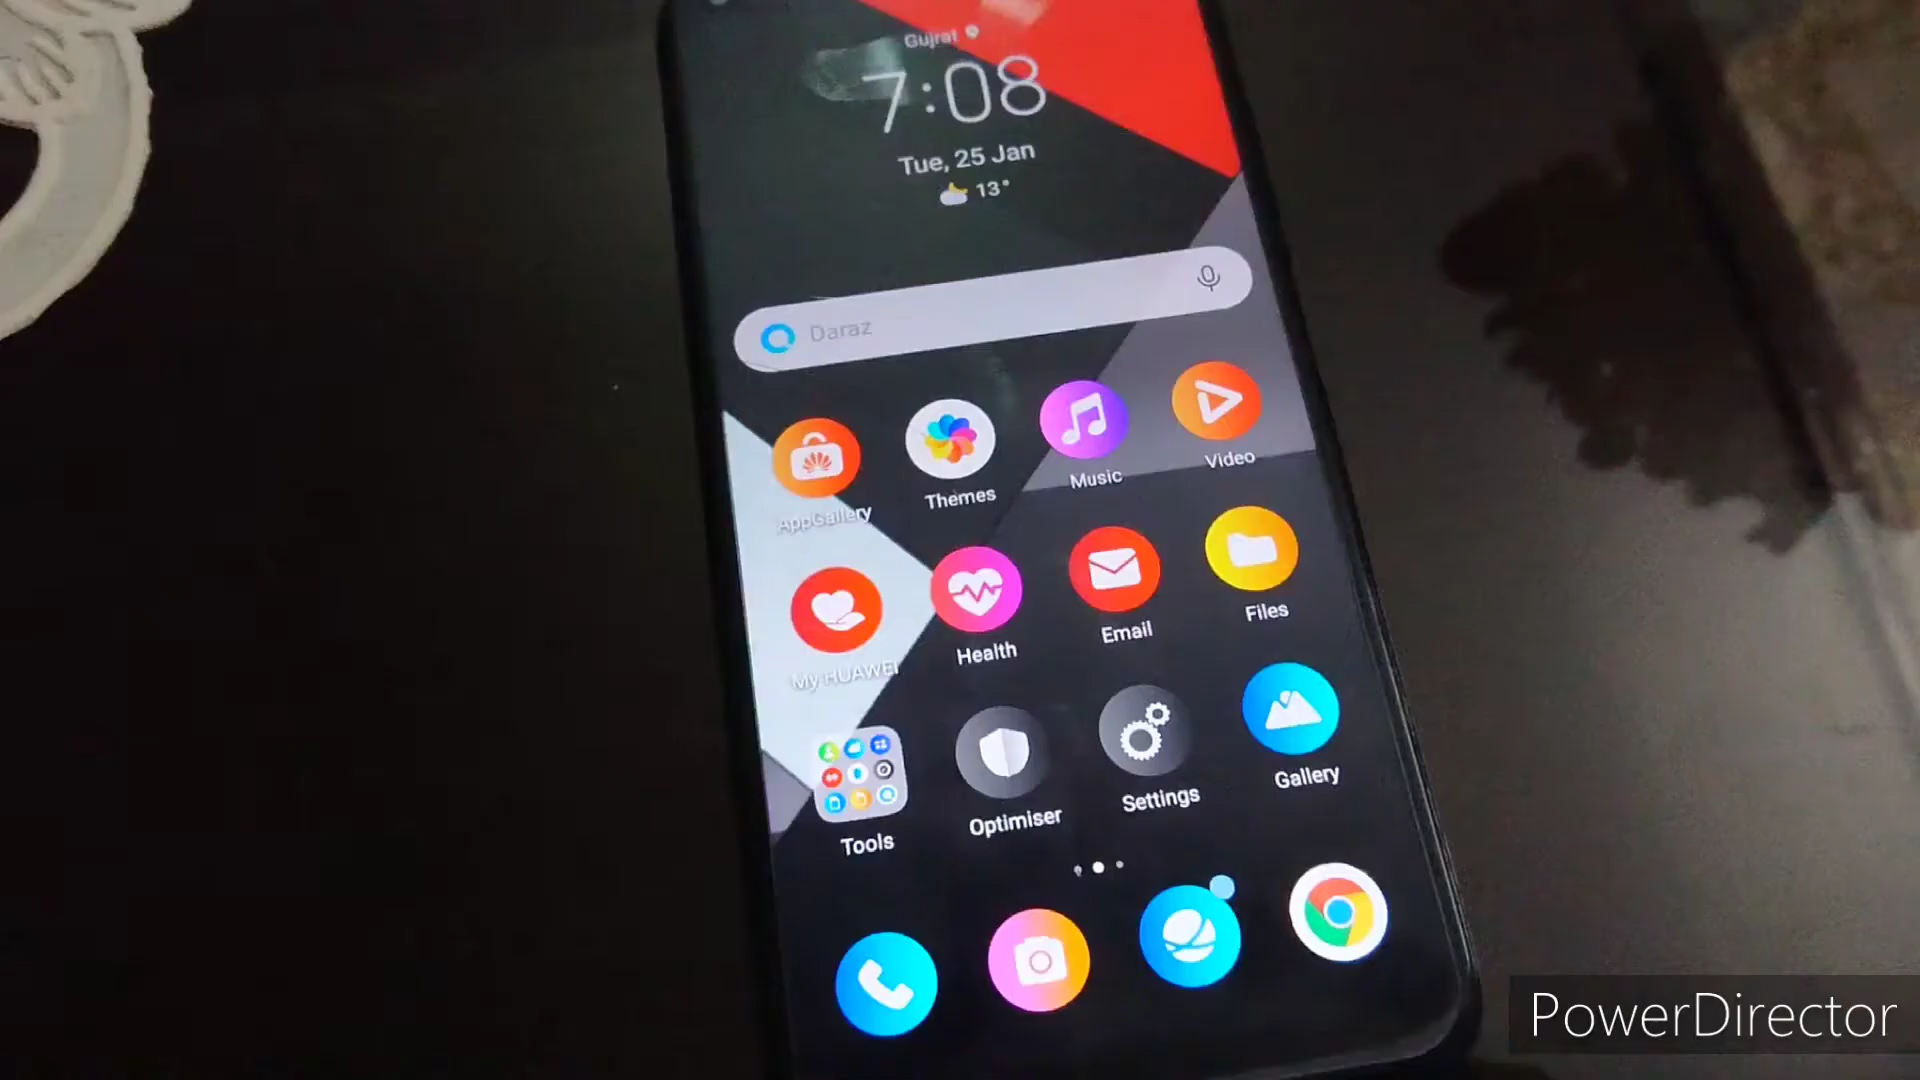 Gujrat
7:08
Tue, 25 Jan
13°
Daraz
AppGallery
Themes
Music
Video
My HUAWEI
Health
Email
Files
Tools
Optimiser
Settings
Gallery
PowerDirector